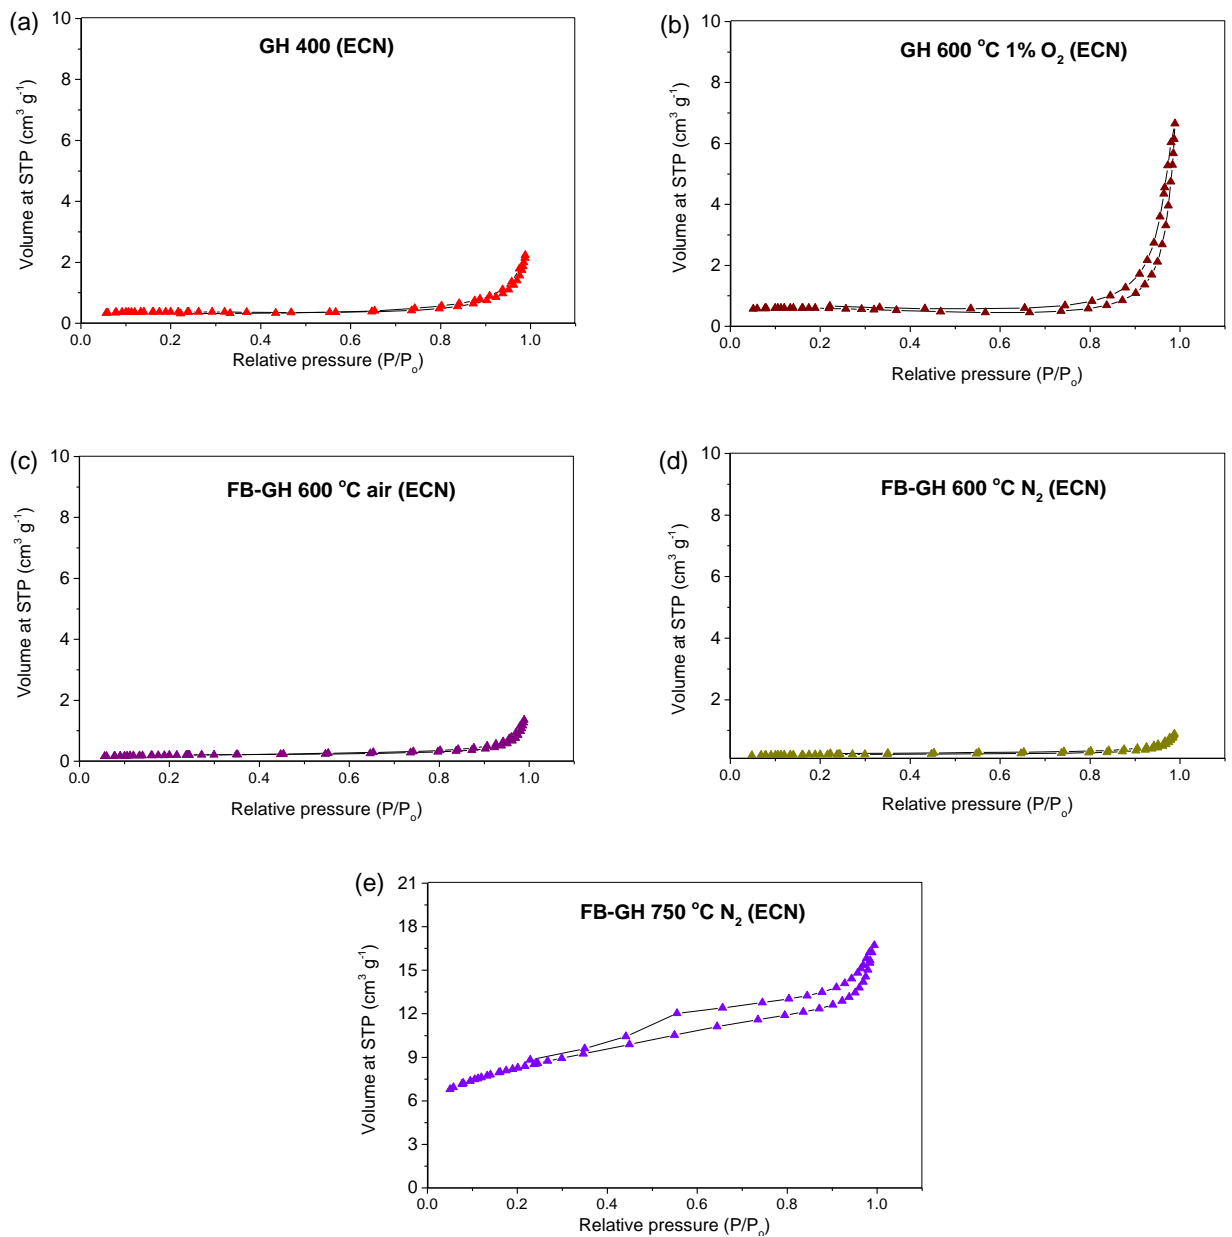 (a)
GH 400 (ECN)
Volume at STP (cm³ g⁻¹)
10
8
6
4
2
0
0.0 0.2 0.4 0.6 0.8 1.0
Relative pressure (P/Pₒ)
(b)
GH 600 °C 1% O₂ (ECN)
Volume at STP (cm³ g⁻¹)
10
8
6
4
2
0
0.0 0.2 0.4 0.6 0.8 1.0
Relative pressure (P/Pₒ)
(c)
FB-GH 600 °C air (ECN)
Volume at STP (cm³ g⁻¹)
10
8
6
4
2
0
0.0 0.2 0.4 0.6 0.8 1.0
Relative pressure (P/Pₒ)
(d)
FB-GH 600 °C N₂ (ECN)
Volume at STP (cm³ g⁻¹)
10
8
6
4
2
0.0 0.2 0.4 0.6 0.8 1.0
Relative pressure (P/Pₒ)
(e)
FB-GH 750 °C N₂ (ECN)
Volume at STP (cm³ g⁻¹)
21
18
15
12
9
6
3
0
0.0 0.2 0.4 0.6 0.8 1.0
Relative pressure (P/Pₒ)